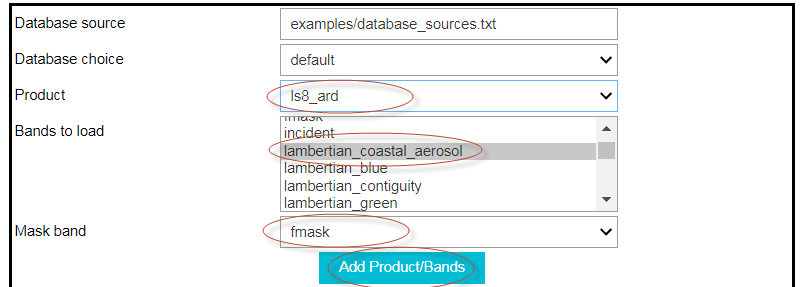 Database source examples/database_sources.txt
Database choice default
Product ls8_ard
Bands to load fmask
incident
lambertian_coastal_aerosol
lambertian_blue
lambertian_contiguity
lambertian_green
Mask band fmask
Add Product/Bands